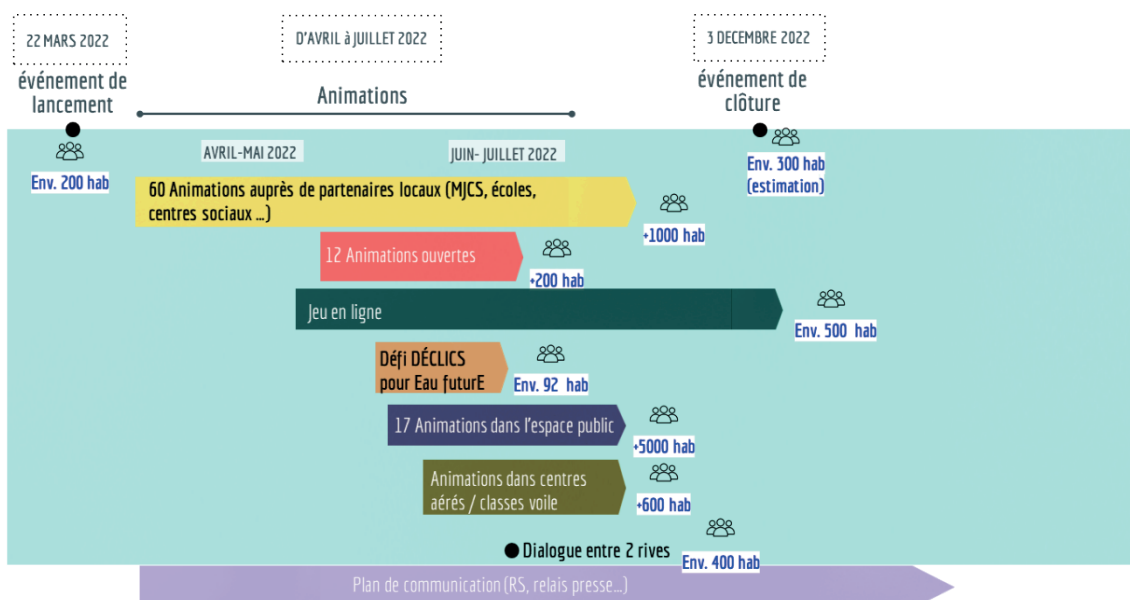 22 MARS 2022
événement de
lancement
D'AVRIL à JUILLET 2022
Animations
3 DECEMBRE 2022
événement de
clôture
Env. 200 hab
AVRIL-MAI 2022
JUIN- JUILLET 2022
Env. 300 hab
(estimation)
60 Animations auprès de partenaires locaux (MJCS, écoles,
centres sociaux ...)
+1000 hab
12 Animations ouvertes
+200 hab
Jeu en ligne
Env. 500 hab
Défi DÉCLICS
pour Eau futurE
Env. 92 hab
17 Animations dans l'espace public
+5000 hab
Animations dans centres
aérés / classes voile
+600 hab
Dialogue entre 2 rives
Env. 400 hab
Plan de communication (RS, relais presse...)